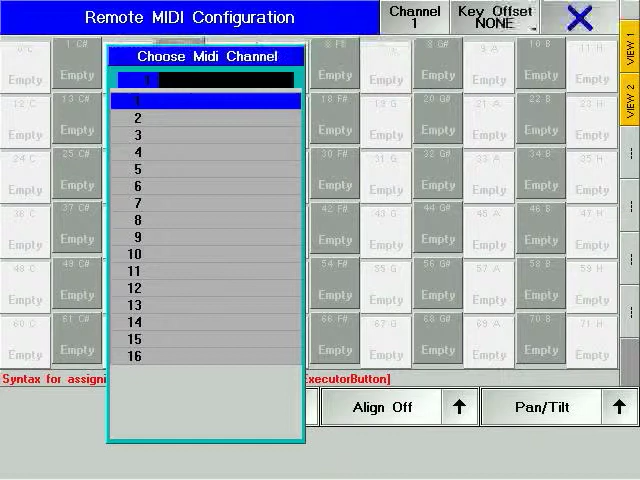 Remote MIDI Configuration
Channel
1
Key Offset
NONE
VIEW 1
VIEW 2
Choose Midi Channel
1
1
2
3
4
5
6
7
8
9
10
11
12
13
14
15
16
0 C
1 C#
8 F#
8 G#
9 A
10 B
11 H
Empty Empty Empty Empty Empty Empty Empty Empty
12 C
13 C#
18 F#
19 G
20 G#
21 A
22 B
23 H
Empty Empty Empty Empty Empty Empty Empty Empty
24 C
25 C#
30 F#
31 G
32 G#
33 A
34 B
35 H
Empty Empty Empty Empty Empty Empty Empty Empty
36 C
37 C#
42 F#
43 G
44 G#
45 A
46 B
47 H
Empty Empty Empty Empty Empty Empty Empty Empty
48 C
49 C#
54 F#
55 G
56 G#
57 A
58 B
59 H
Empty Empty Empty Empty Empty Empty Empty Empty
60 C
61 C#
66 F#
67 G
68 G#
69 A
70 B
71 H
Empty Empty Empty Empty Empty Empty Empty Empty
Syntax for assigni
xecutorButton]
Align Off
Pan/Tilt